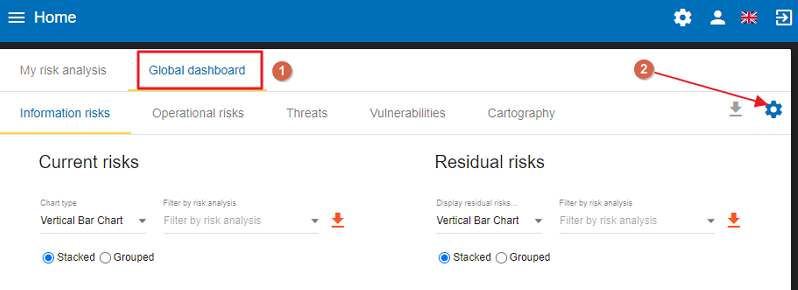 Home
My risk analysis Global dashboard 1 2
Information risks Operational risks Threats Vulnerabilities Cartography
Current risks Residual risks
Chart type Filter by risk analysis Display residual risks... Filter by risk analysis
Vertical Bar Chart Filter by risk analysis Vertical Bar Chart Filter by risk analysis
Stacked Grouped Stacked Grouped